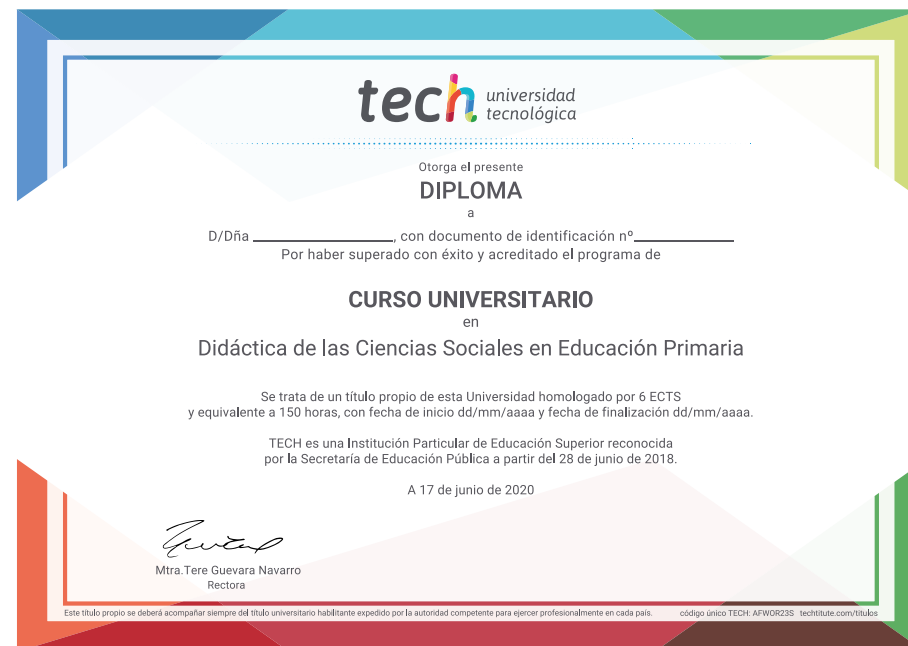 tech universidad
tecnológica
Otorga el presente
DIPLOMA
a
D/Dña ____________, con documento de identificación nº____________
Por haber superado con éxito y acreditado el programa de
CURSO UNIVERSITARIO
en
Didáctica de las Ciencias Sociales en Educación Primaria
Se trata de un título propio de esta Universidad homologado por 6 ECTS
y equivalente a 150 horas, con fecha de inicio dd/mm/aaaa y fecha de finalización dd/mm/aaaa.
TECH es una Institución Particular de Educación Superior reconocida
por la Secretaría de Educación Pública a partir del 28 de junio de 2018.
A 17 de junio de 2020
Mtra.Tere Guevara Navarro
Rectora
Este título propio se deberá acompañar siempre del título universitario habilitante expedido por la autoridad competente para ejercer profesionalmente en cada país. código único TECH: AFWOR23S techtitute.com/titulos